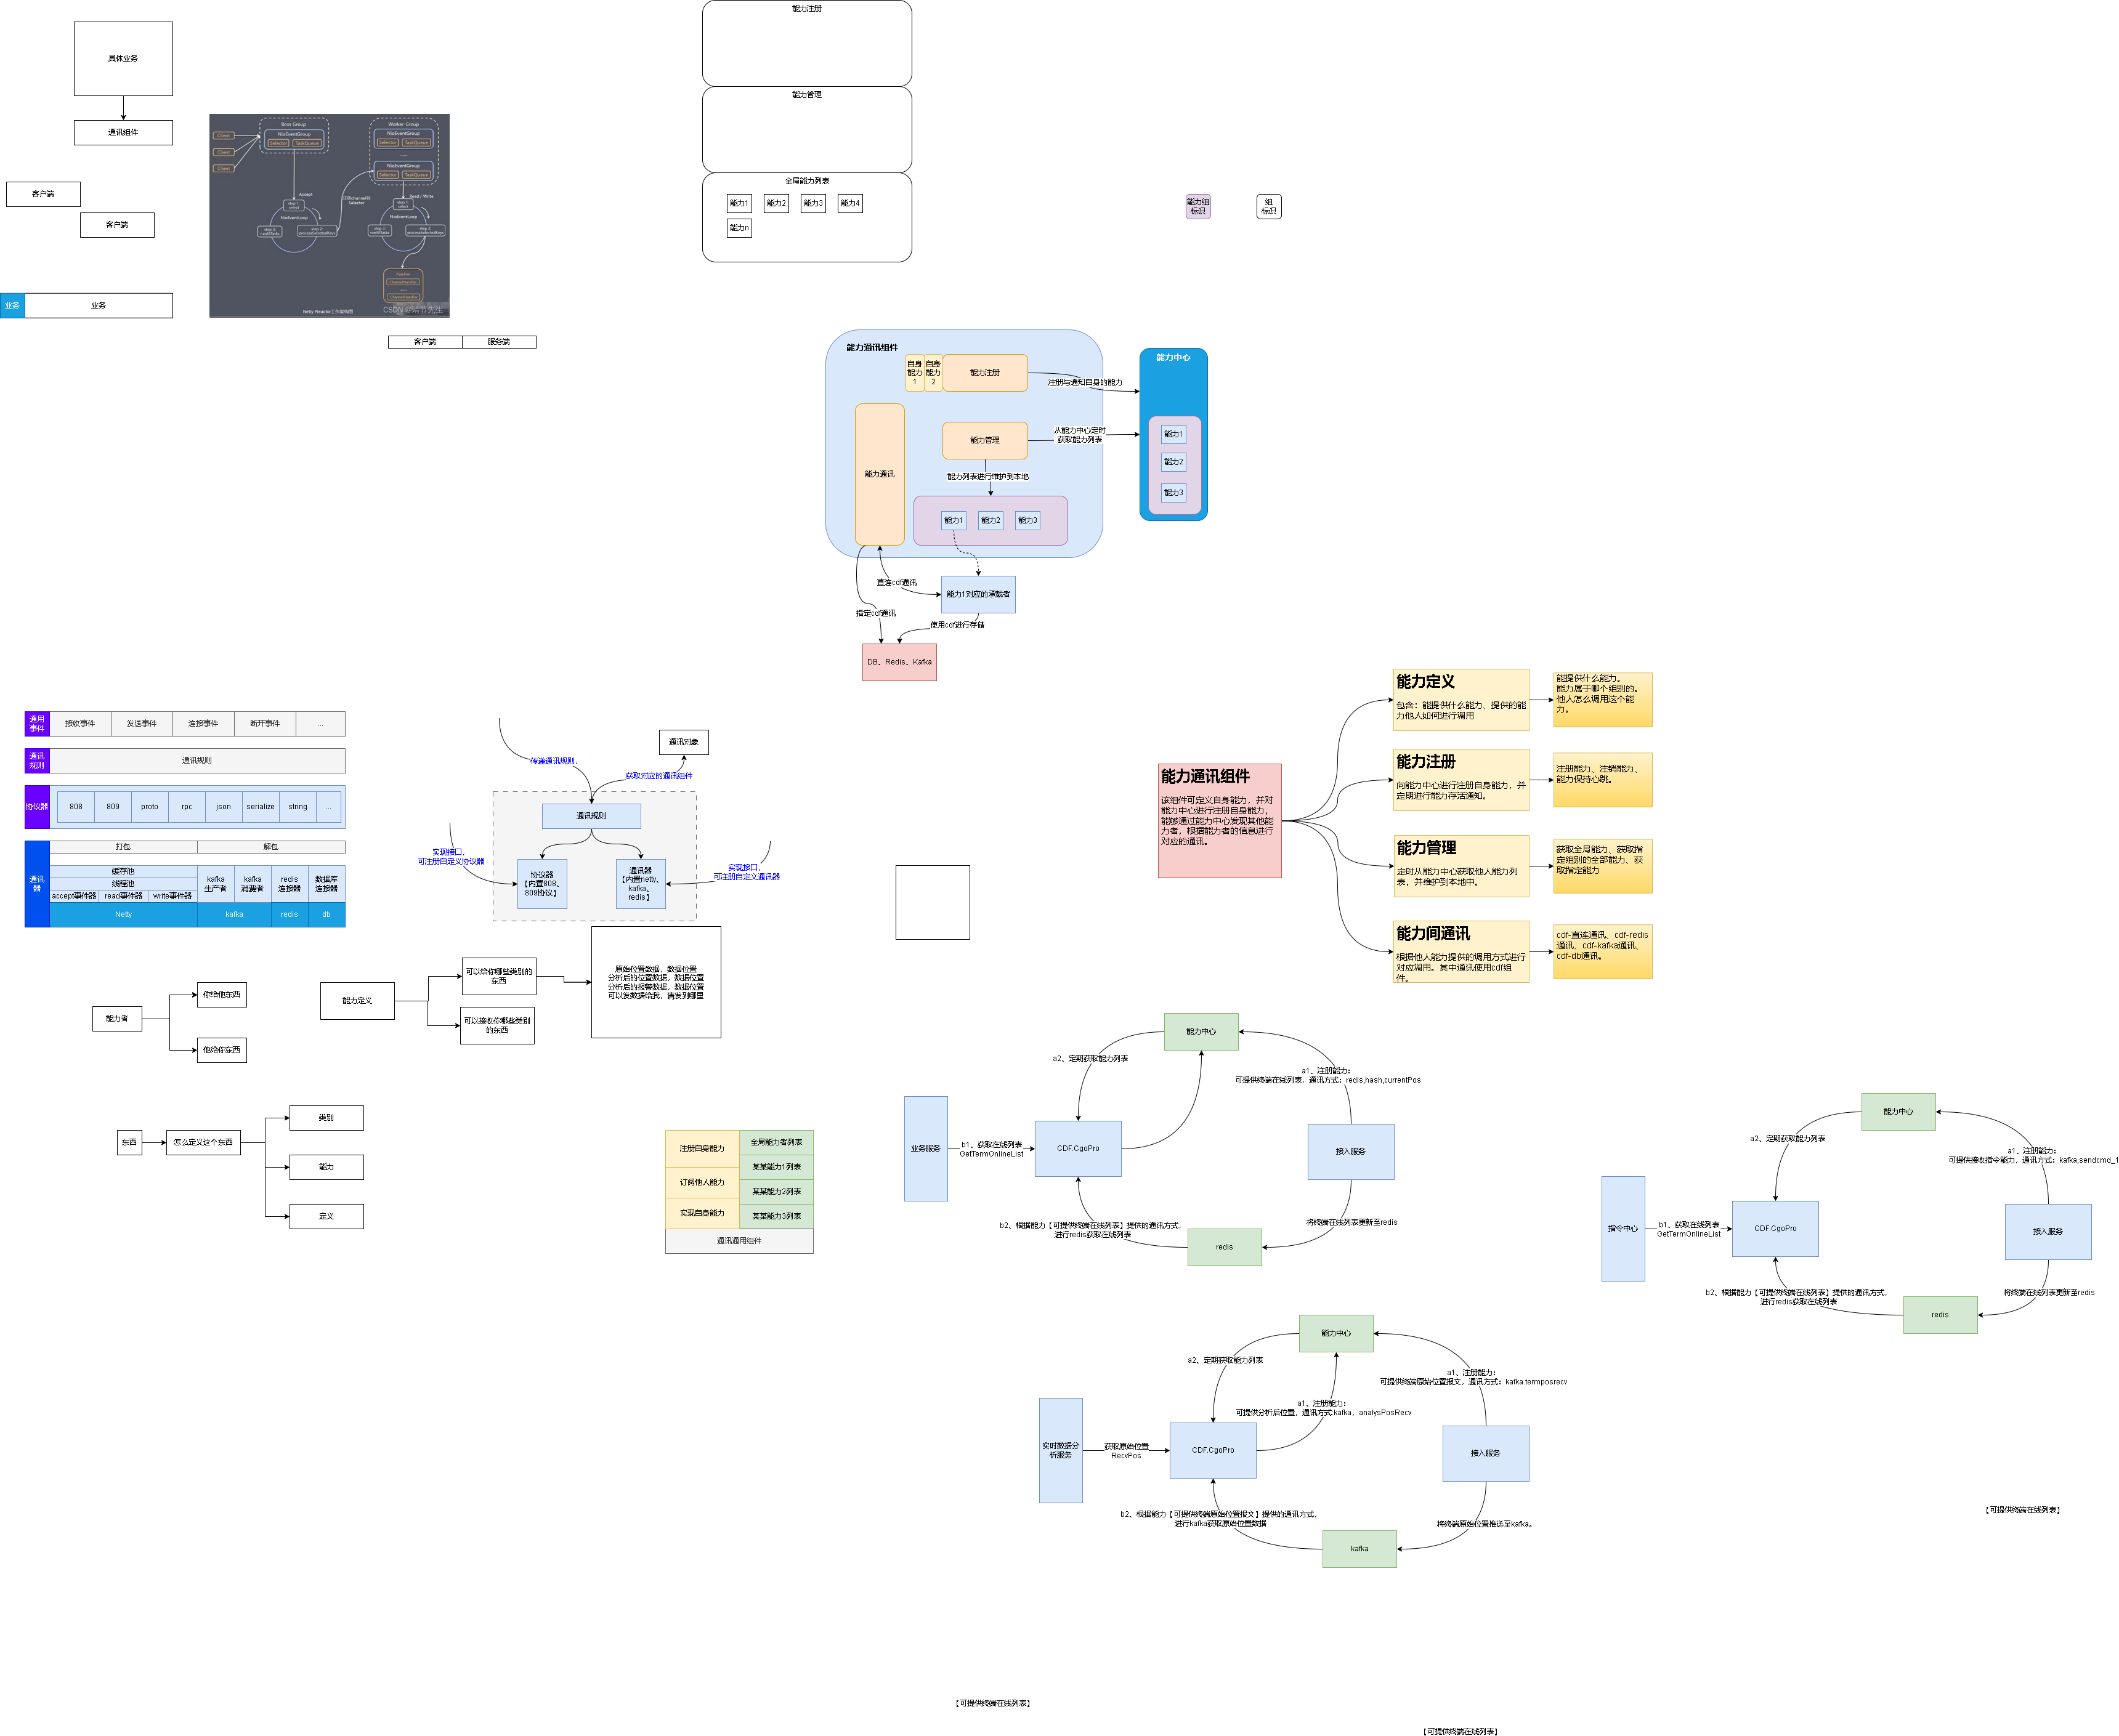 具体业务
通讯组件
客户端
客户端
业务
业务
Client
Client
Client
Boss Group
NioEventGroup
Selector
TaskQueue
Worker Group
NioEventGroup
Selector
TaskQueue
NioEventGroup
Selector
TaskQueue
Accept
Selector
Read / Write
NioEventLoop
NioEventLoop
Pipeline
ChannelHandler
ChannelHandler
Netty Reactor工作架构图
客户端
服务端
能力注册
能力管理
全局能力列表
能力1
能力2
能力3
能力4
能力n
能力组
标识
组
标识
能力通讯组件
自身
能力
1
自身
能力
2
能力注册
注册与通知自身的能力
能力中心
能力管理
从能力中心定时
获取能力列表
能力1
能力2
能力3
能力通讯
能力列表进行维护到本地
能力1
能力2
能力3
直连cdf通讯
能力1对应的承载者
指定cdf通讯
使用cdf进行存储
DB、Redis、Kafka
通用
事件
接收事件
发送事件
连接事件
断开事件
...
通讯
规则
通讯规则
协议器
808
809
proto
rpc
json
serialize
string
...
通讯
器
打包
解包
缓存池
线程池
accept事件器
read事件器
write事件器
kafka
生产者
kafka
消费者
redis
连接器
数据库
连接器
Netty
kafka
redis
db
通讯对象
传递通讯规则，
获取对应的通讯组件
通讯规则
实现接口，
可注册自定义协议器
协议器
【内置808、
809协议】
通讯器
【内置netty、
kafka、
redis】
实现接口，
可注册自定义通讯器
能力者
你给他东西
他给你东西
能力定义
可以给你哪些类别的
东西
可以接收你哪些类别
的东西
原始位置数据，数据位置
分析后的位置数据，数据位置
分析后的报警数据，数据位置
可以发数据给我，请发到哪里
东西
怎么定义这个东西
类别
能力
定义
注册自身能力
订阅他人能力
实现自身能力
全局能力者列表
某某能力1列表
某某能力2列表
某某能力3列表
通讯通用组件
能力通讯组件
该组件可定义自身能力，并对
能力中心进行注册自身能力，
能够通过能力中心发现其他能
力者，根据能力者的信息进行
对应的通讯。
能力定义
包含：能提供什么能力、提供的能
力他人如何进行调用
能提供什么能力。
能力属于哪个组别的。
他人怎么调用这个能
力。
能力注册
向能力中心进行注册自身能力，并
定期进行能力存活通知。
注册能力、注销能力、
能力保持心跳。
能力管理
定时从能力中心获取他人能力列
表，并维护到本地中。
获取全局能力、获取指
定组别的全部能力、获
取指定能力
能力间通讯
根据他人能力提供的调用方式进行
对应调用。其中通讯使用cdf组
件。
cdf-直连通讯、cdf-redis
通讯、cdf-kafka通讯、
cdf-db通讯。
能力中心
a2、定期获取能力列表
a1、注册能力：
可提供终端在线列表，通讯方式：redis,hash,currentPos
业务服务
b1、获取在线列表
GetTermOnlineList
CDF.CgoPro
接入服务
b2、根据能力【可提供终端在线列表】提供的通讯方式，
进行redis获取在线列表
将终端在线列表更新至redis
redis
能力中心
a2、定期获取能力列表
a1、注册能力：
可提供接收指令能力，通讯方式：kafka,sendcmd_1
指令中心
b1、获取在线列表
GetTermOnlineList
CDF.CgoPro
接入服务
b2、根据能力【可提供终端在线列表】提供的通讯方式，
进行redis获取在线列表
将终端在线列表更新至redis
redis
能力中心
a2、定期获取能力列表
a1、注册能力：
可提供终端原始位置报文，通讯方式：kafka.termposrecv
a1、注册能力：
可提供分析后位置，通讯方式:kafka，analysPosRecv
实时数据分
析服务
获取原始位置
RecvPos
CDF.CgoPro
接入服务
b2、根据能力【可提供终端原始位置报文】提供的通讯方式，
进行kafka获取原始位置数据
将终端原始位置推送至kafka。
kafka
【可提供终端在线列表】
【可提供终端在线列表】
【可提供终端在线列表】